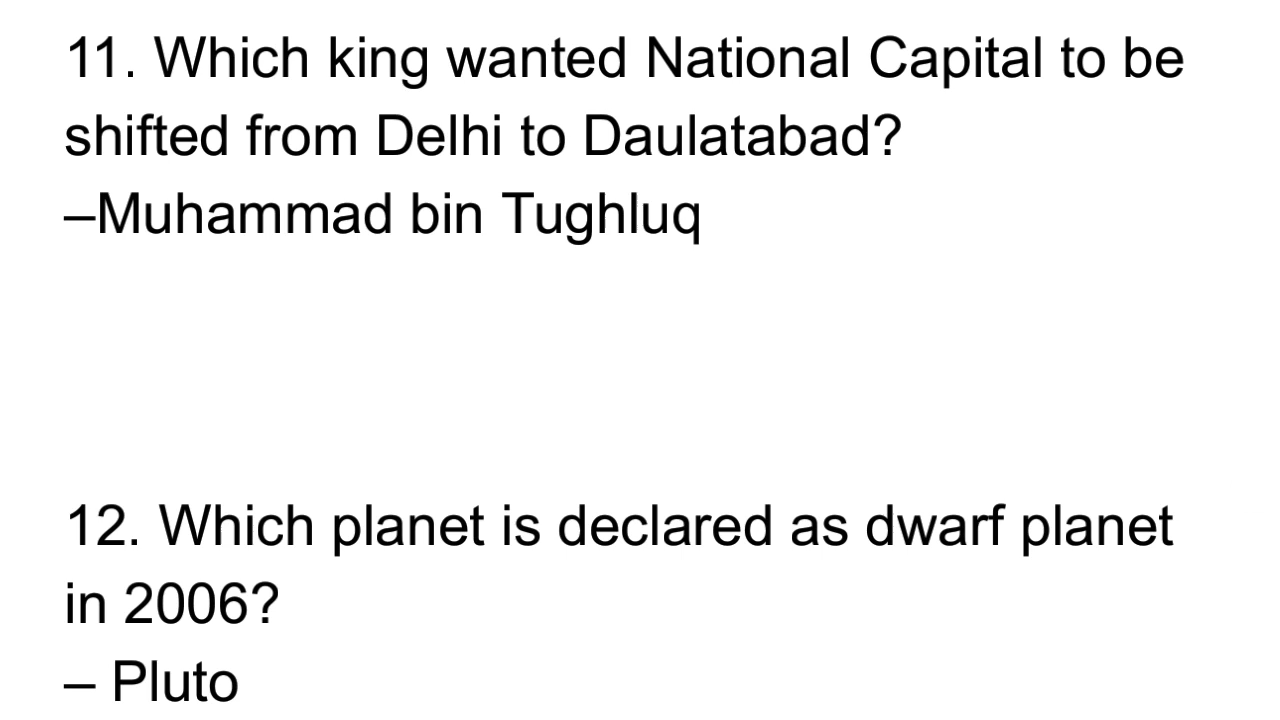 11. Which king wanted National Capital to be
shifted from Delhi to Daulatabad?
–Muhammad bin Tughluq
12. Which planet is declared as dwarf planet
in 2006?
– Pluto